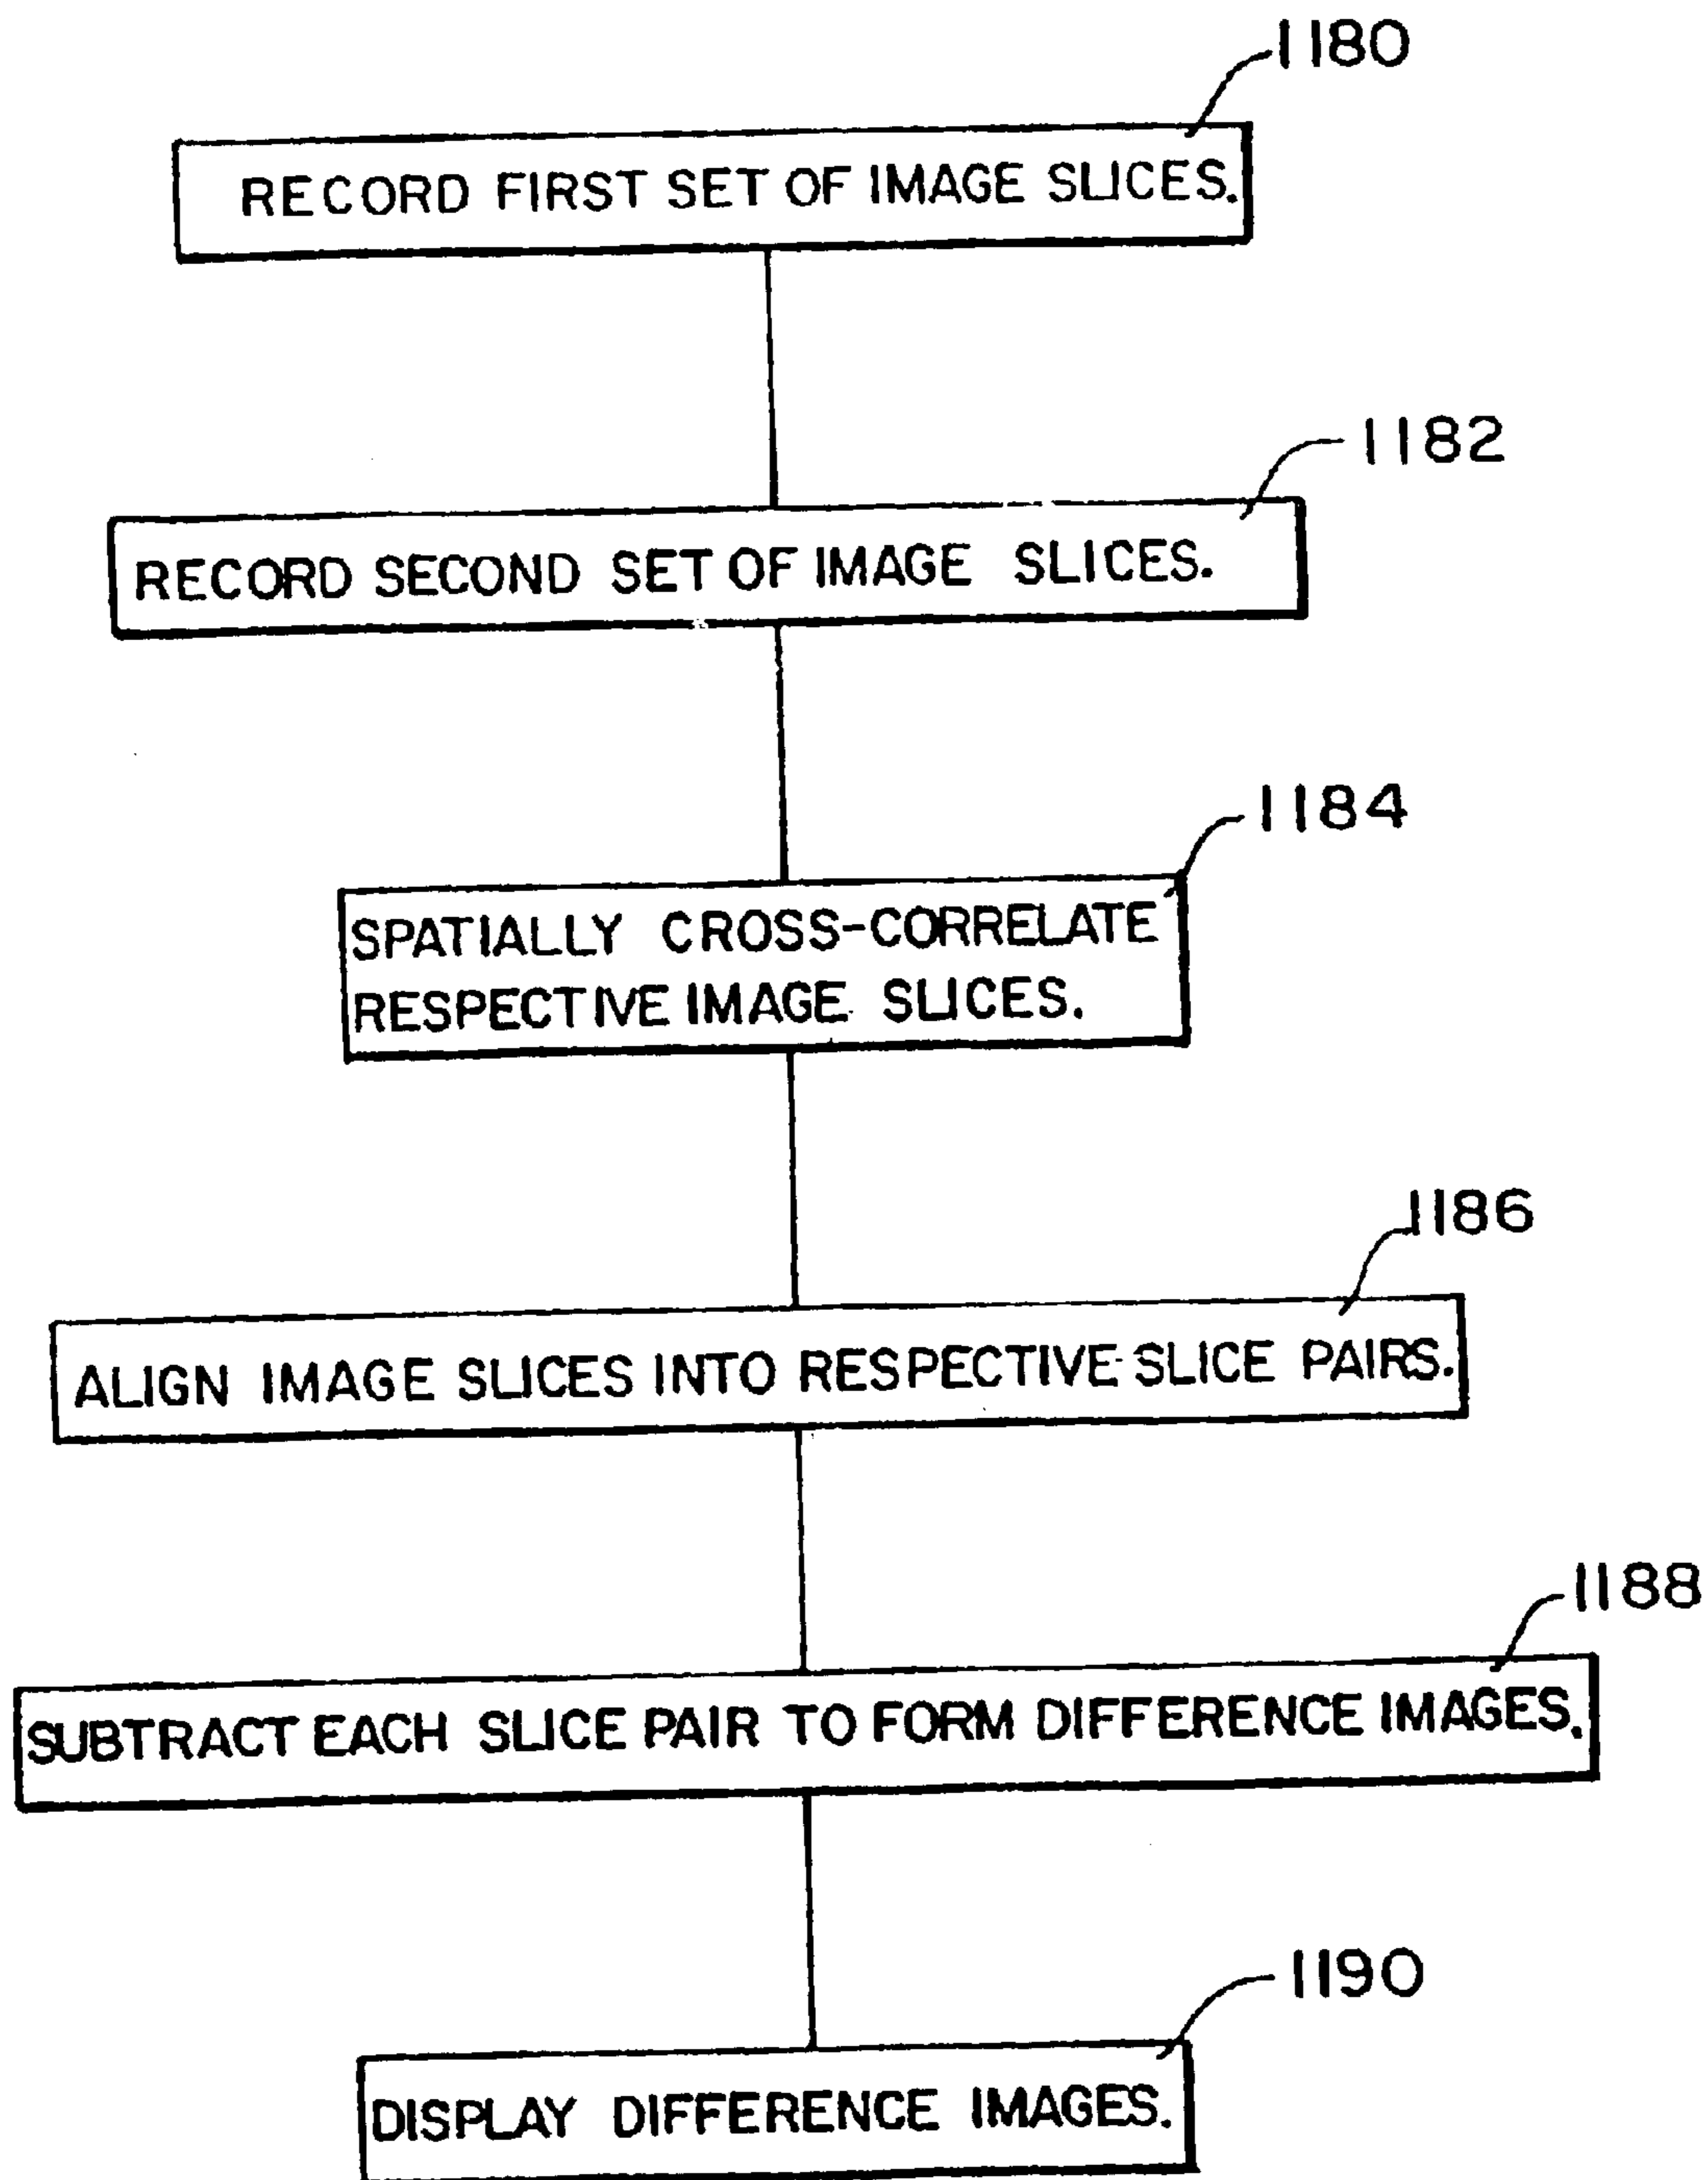 1180
RECORD FIRST SET OF IMAGE SLICES.
1182
RECORD SECOND SET OF IMAGE SLICES.
1184
SPATIALLY CROSS-CORRELATE
RESPECTIVE IMAGE SLICES.
1186
ALIGN IMAGE SLICES INTO RESPECTIVE SLICE PAIRS.
1188
SUBTRACT EACH SLICE PAIR TO FORM DIFFERENCE IMAGES.
1190
DISPLAY DIFFERENCE IMAGES.